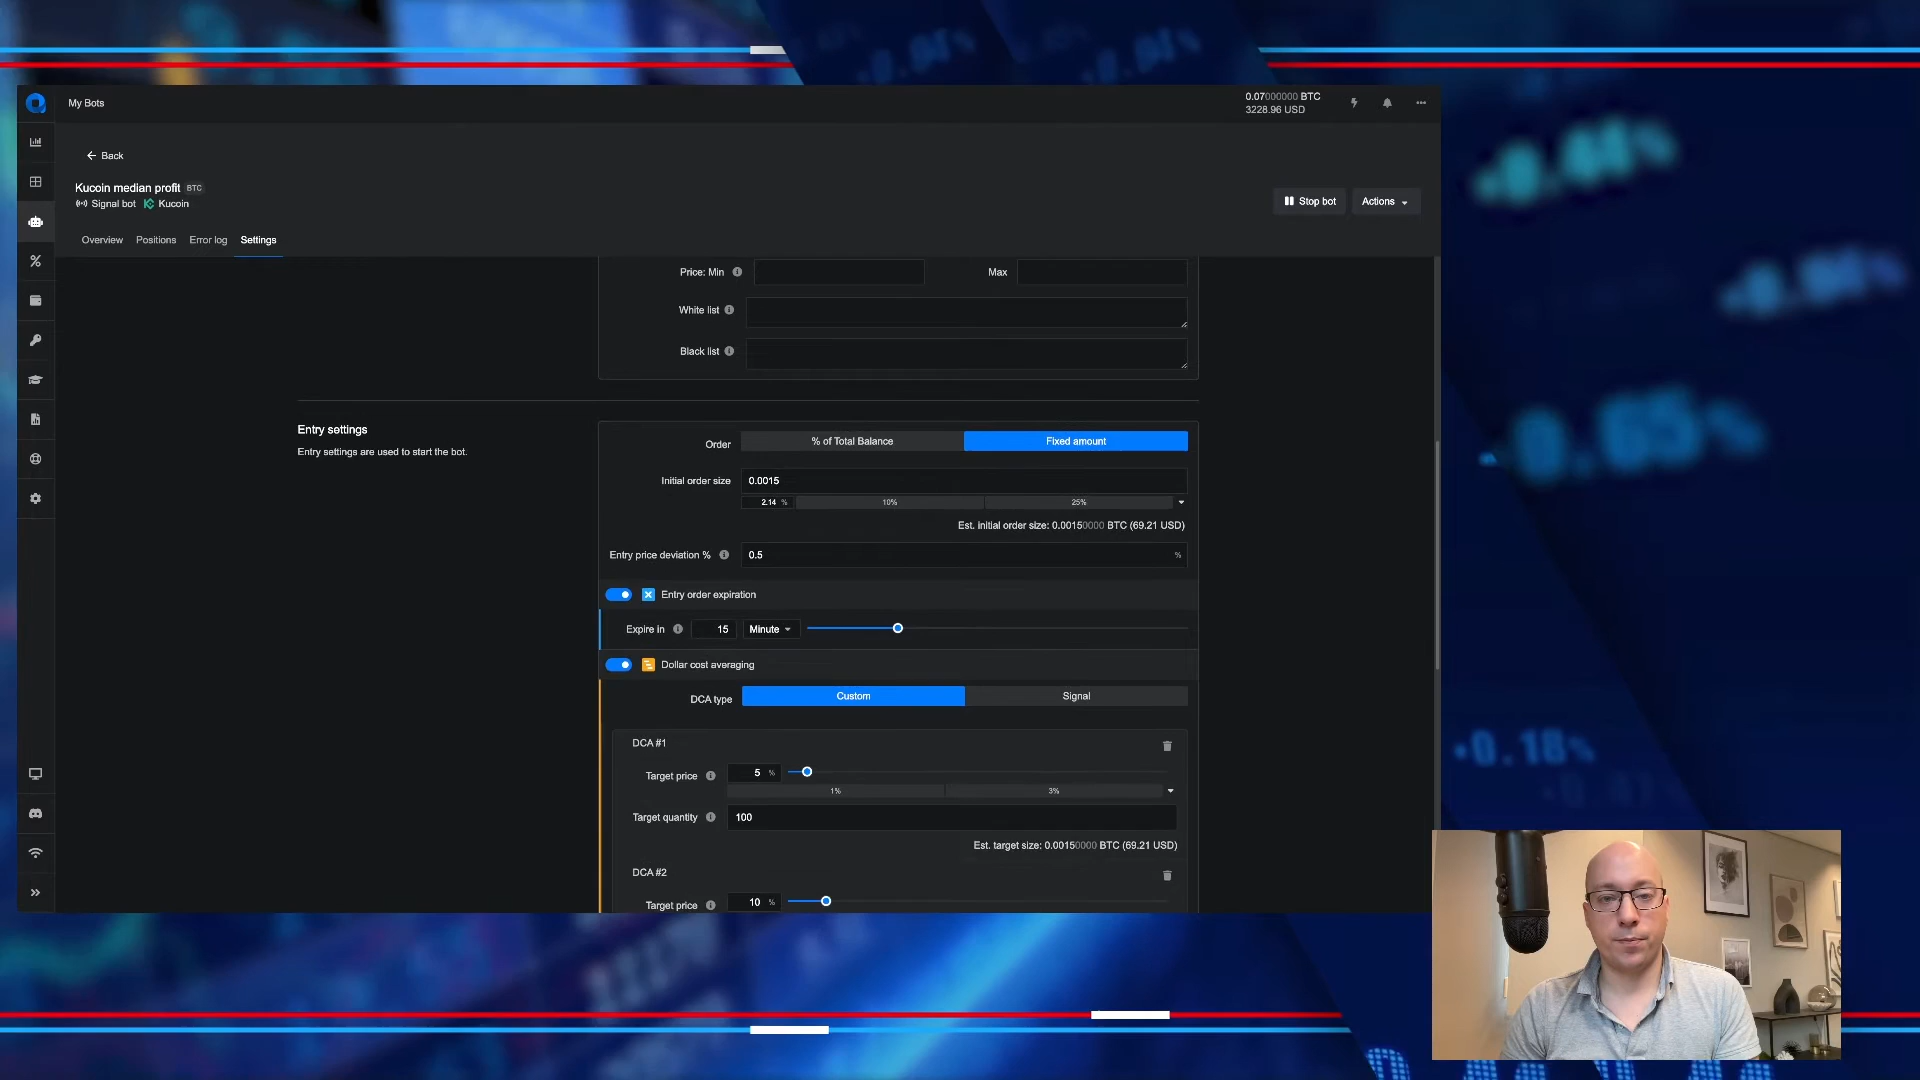 My Bots
0.07000000 BTC
3228.96 USD
Back
Kucoin median profit BTC
Signal bot Kucoin
Stop bot
Actions
Overview Positions Error log Settings
Price: Min Max
White list
Black list
Entry settings
Entry settings are used to start the bot.
Order % of Total Balance Fixed amount
Initial order size 0.0015
2.14 % 10% 25%
Est. initial order size: 0.00150000 BTC (69.21 USD)
Entry price deviation % 0.5 %
Entry order expiration
Expire in 15 Minute
Dollar cost averaging
DCA type Custom Signal
DCA #1
Target price 5 %
1% 3%
Target quantity 100
Est. target size: 0.00150000 BTC (69.21 USD)
DCA #2
Target price 10 %
0.65%
0.18%